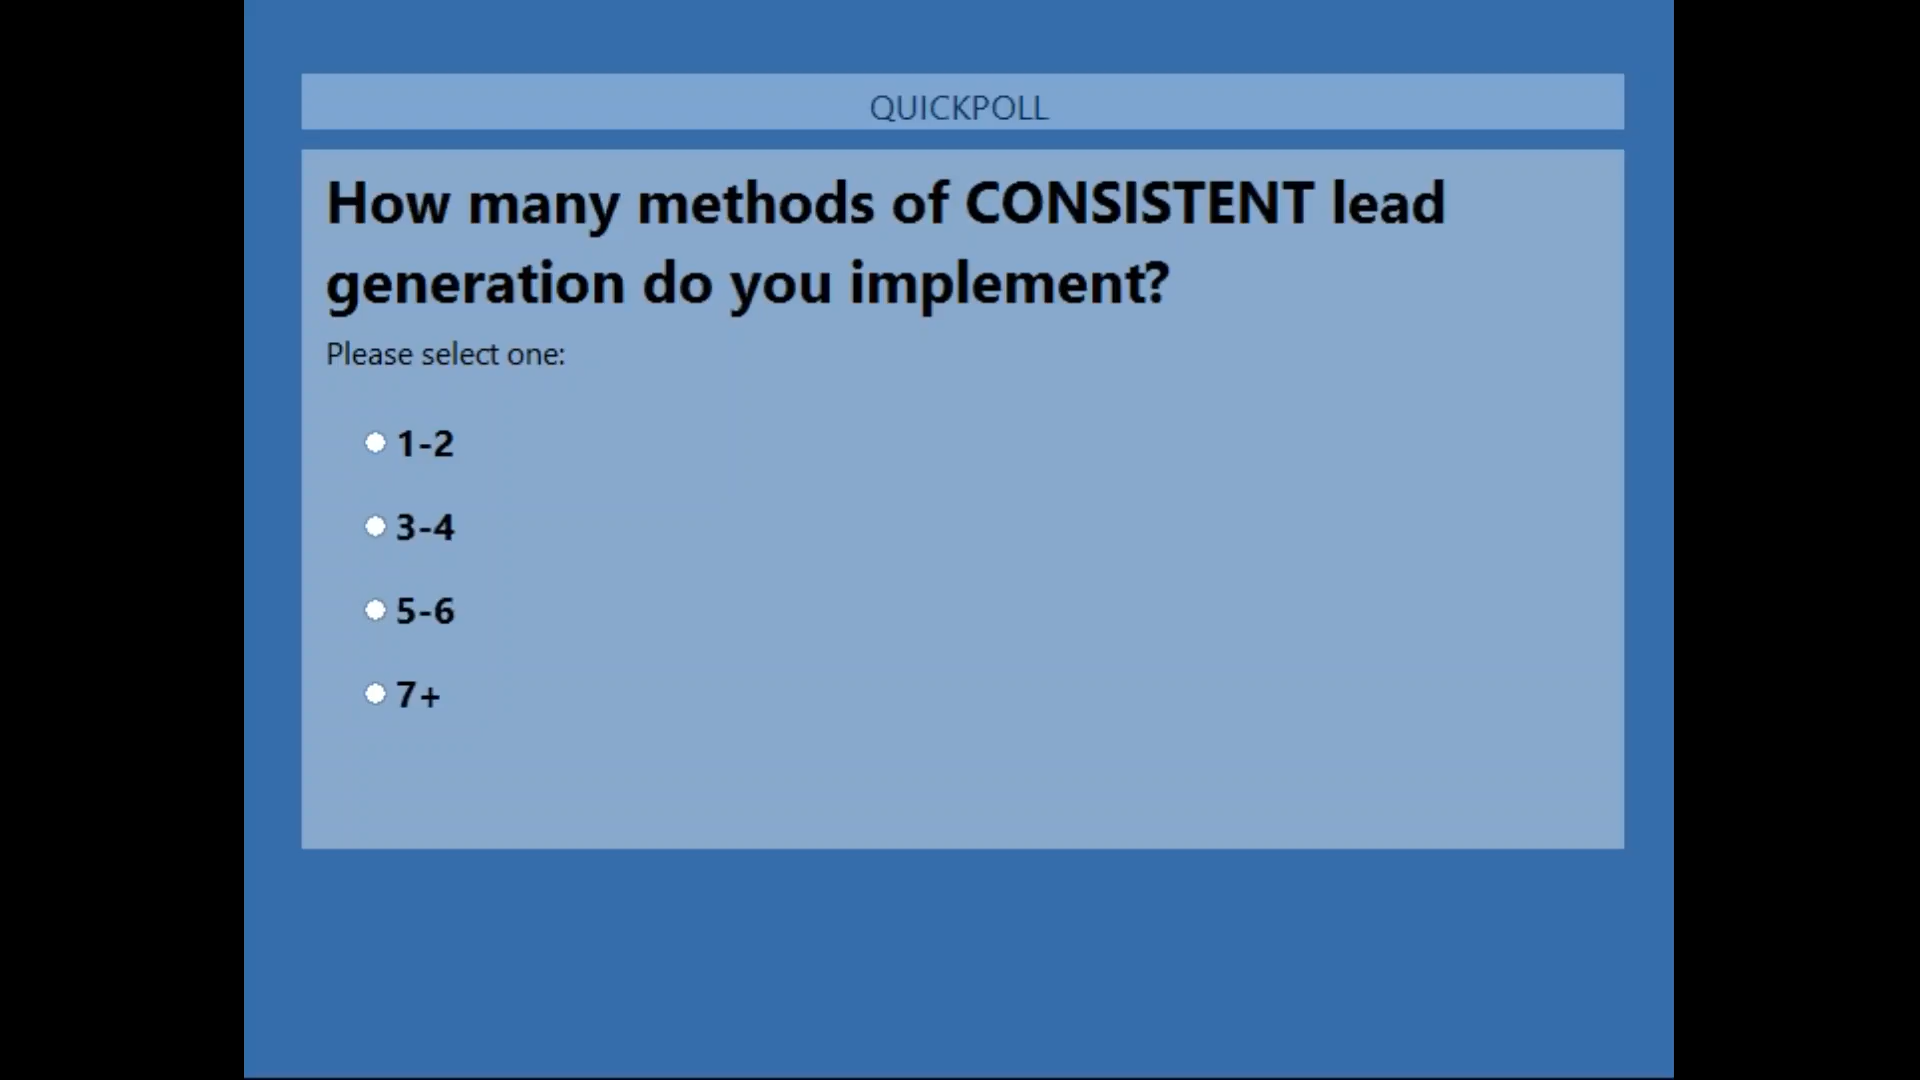 QUICKPOLL
How many methods of CONSISTENT lead
generation do you implement?
Please select one:
1-2
3-4
5-6
7+